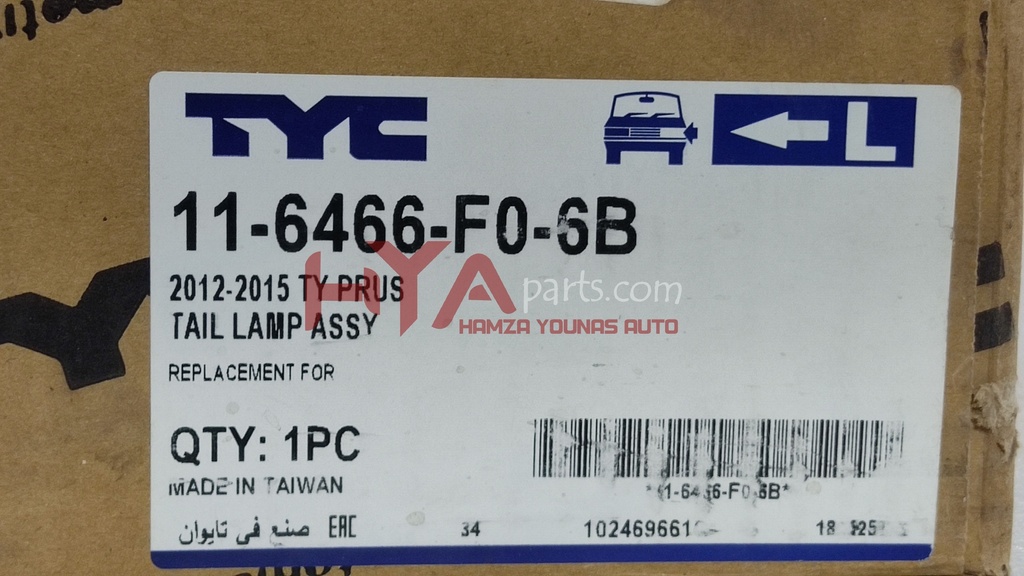 TYC
L
11-6466-F0-6B
2012-2015 TY PRUS
TAIL LAMP ASSY
HYAparts.com
HAMZA YOUNAS AUTO
REPLACEMENT FOR
QTY: 1PC
MADE IN TAIWAN
صنع في تايوان EAC 34